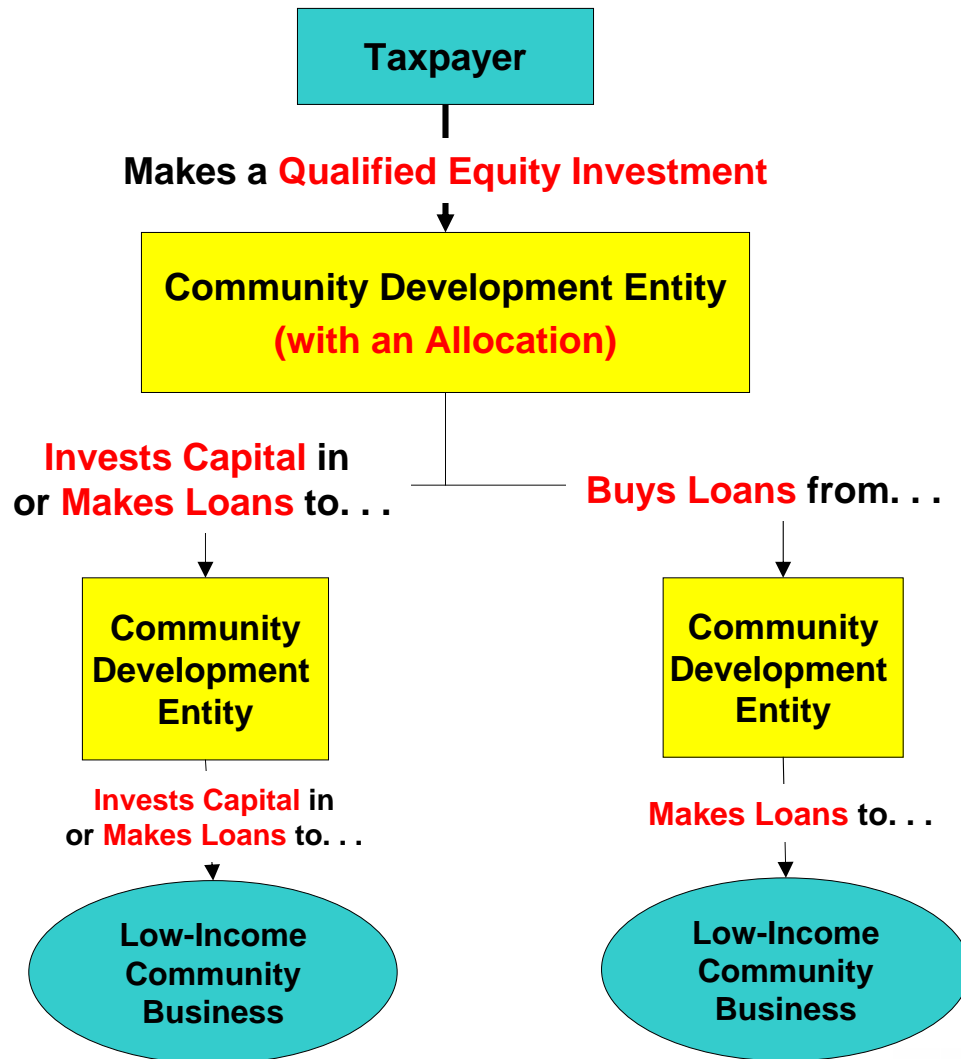 Taxpayer
Makes a Qualified Equity Investment
Community Development Entity
(with an Allocation)
Invests Capital in
or Makes Loans to. . .
Buys Loans from. . .
Community
Development
Entity
Community
Development
Entity
Invests Capital in
or Makes Loans to. . .
Makes Loans to. . .
Low-Income
Community
Business
Low-Income
Community
Business